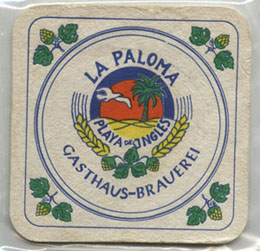 LA PALOMA
PLAYA DEL INGLES
GASTHAUS-BRAUEREI